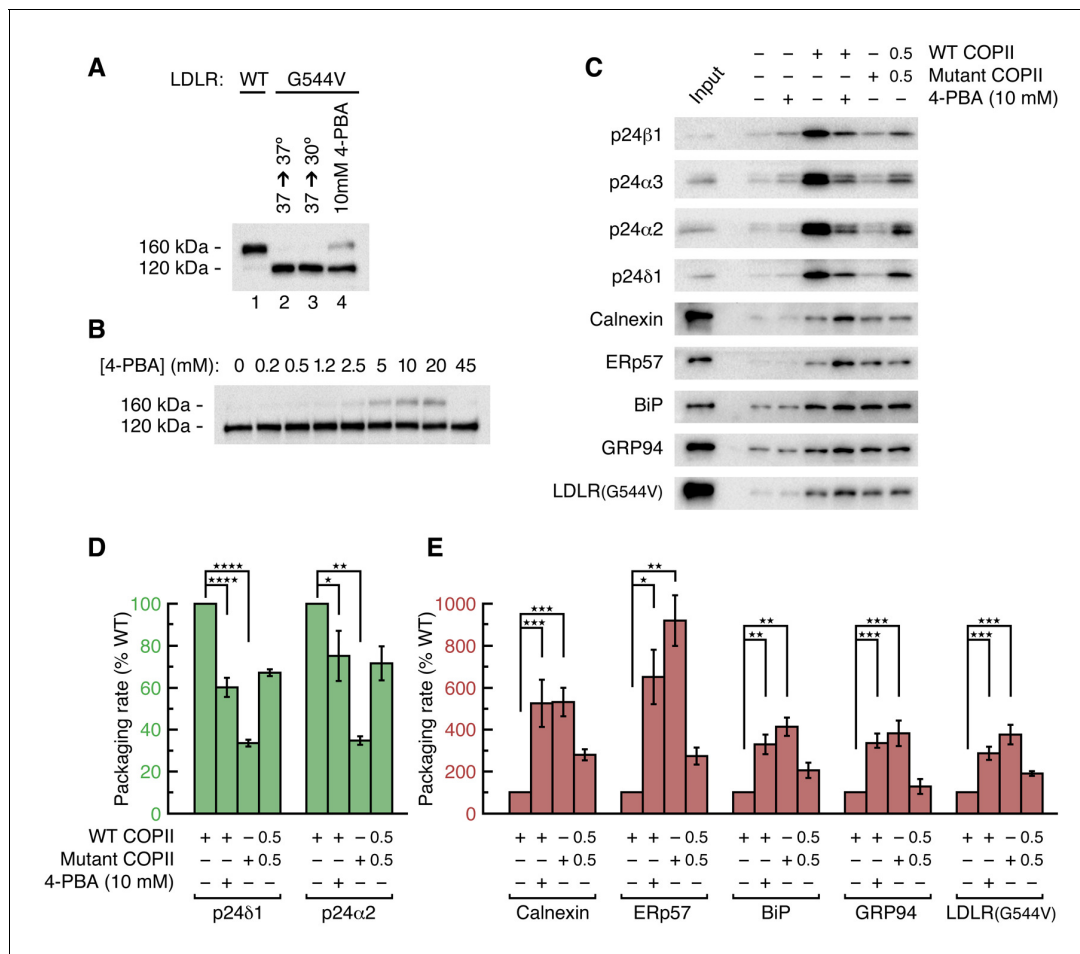 A
LDLR: WT G544V
37 ➔ 37º
37 ➔ 30º
10mM 4-PBA
160 kDa -
120 kDa -
1 2 3 4
B
[4-PBA] (mM): 0 0.2 0.5 1.2 2.5 5 10 20 45
160 kDa -
120 kDa -
C
Input
– – + + – 0.5 WT COPII
– – – – + 0.5 Mutant COPII
– + – + – – 4-PBA (10 mM)
p24β1
p24α3
p24α2
p24δ1
Calnexin
ERp57
BiP
GRP94
LDLR(G544V)
D
Packaging rate (% WT)
100
80
60
40
20
0
★★★★
★★★★
★★
★
WT COPII + + – 0.5 + + – 0.5
Mutant COPII – – + 0.5 – – + 0.5
4-PBA (10 mM) – + – – – + – –
p24δ1 p24α2
E
Packaging rate (% WT)
1000
800
600
400
200
0
★★★
★★★
★★
★
★★
★★
★★★
★★★
★★★
★★★
+ + – 0.5 + + – 0.5 + + – 0.5 + + – 0.5 + + – 0.5
– – + 0.5 – – + 0.5 – – + 0.5 – – + 0.5 – – + 0.5
– + – – – + – – – + – – – + – – – + – –
Calnexin ERp57 BiP GRP94 LDLR(G544V)